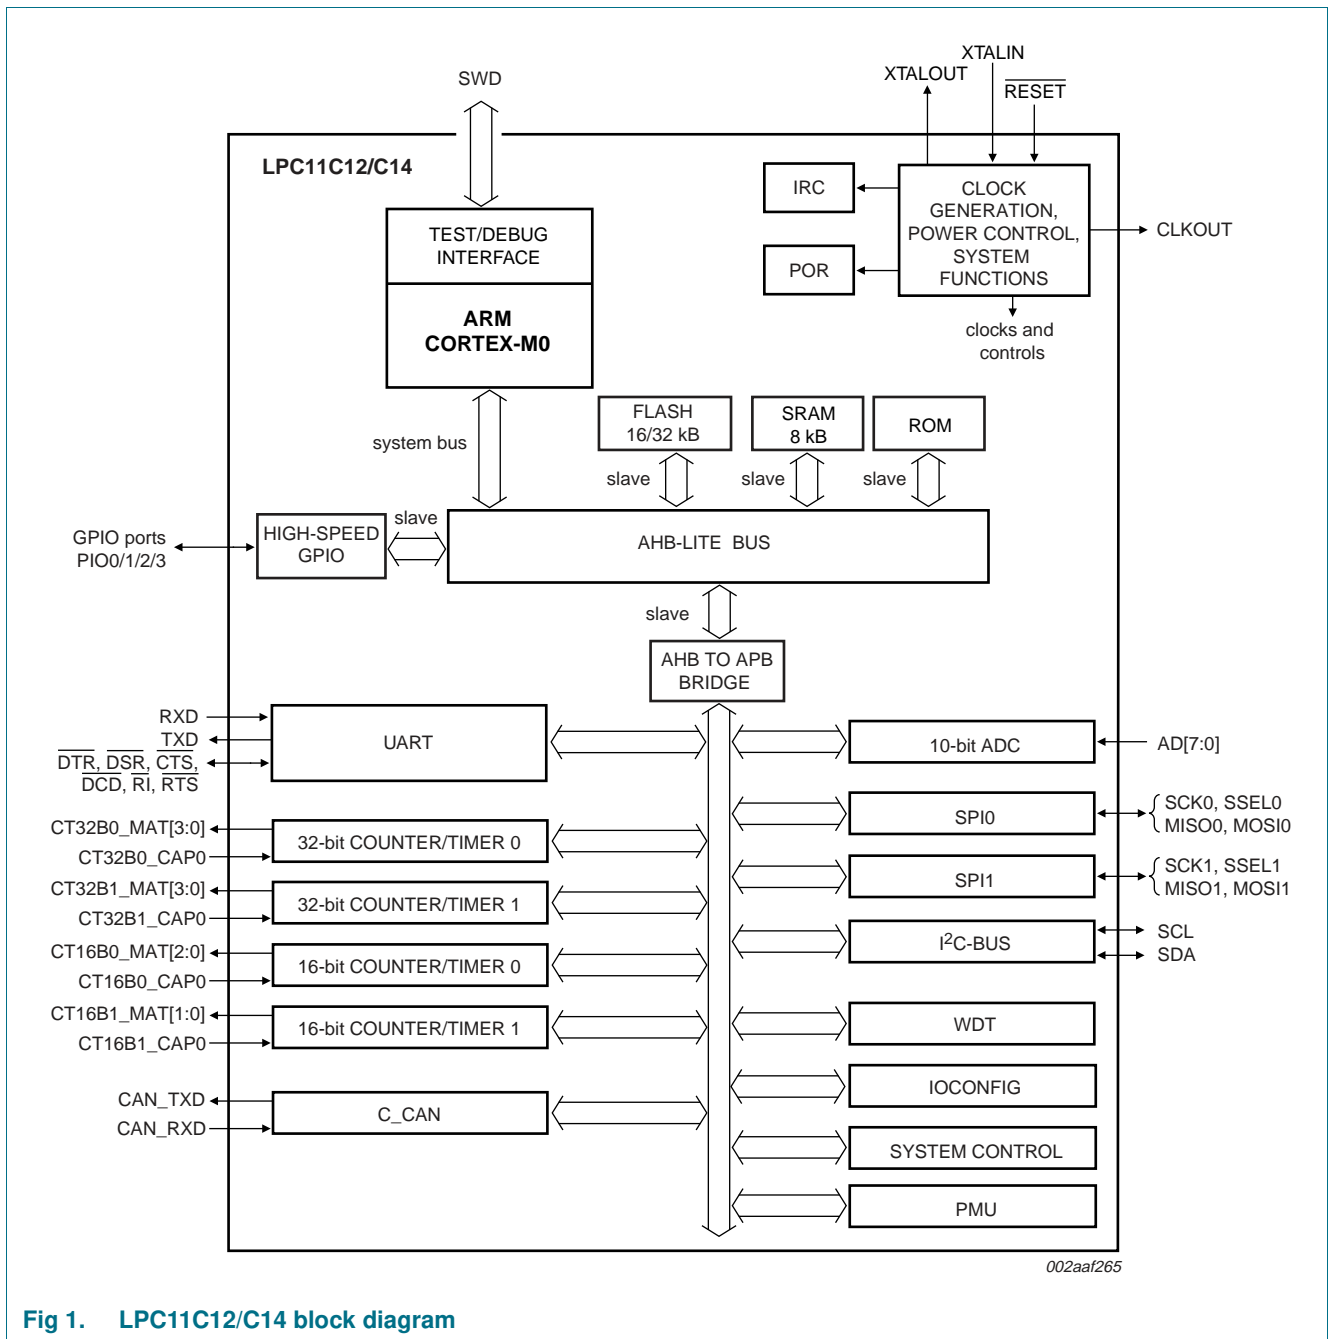 XTALIN
XTALOUT
RESET
SWD
LPC11C12/C14
IRC
CLOCK
GENERATION,
POWER CONTROL,
SYSTEM
FUNCTIONS
CLKOUT
TEST/DEBUG
INTERFACE
POR
ARM
CORTEX-M0
clocks and
controls
FLASH
16/32 kB
SRAM
8 kB
ROM
system bus
slave
slave
slave
slave
GPIO ports
PIO0/1/2/3
HIGH-SPEED
GPIO
AHB-LITE BUS
slave
AHB TO APB
BRIDGE
RXD
TXD
DTR, DSR, CTS,
DCD, RI, RTS
UART
10-bit ADC
AD[7:0]
CT32B0_MAT[3:0]
CT32B0_CAP0
32-bit COUNTER/TIMER 0
SPI0
SCK0, SSEL0
MISO0, MOSI0
CT32B1_MAT[3:0]
CT32B1_CAP0
32-bit COUNTER/TIMER 1
SPI1
SCK1, SSEL1
MISO1, MOSI1
CT16B0_MAT[2:0]
CT16B0_CAP0
16-bit COUNTER/TIMER 0
I2C-BUS
SCL
SDA
CT16B1_MAT[1:0]
CT16B1_CAP0
16-bit COUNTER/TIMER 1
WDT
IOCONFIG
CAN_TXD
CAN_RXD
C_CAN
SYSTEM CONTROL
PMU
002aaf265
Fig 1. LPC11C12/C14 block diagram